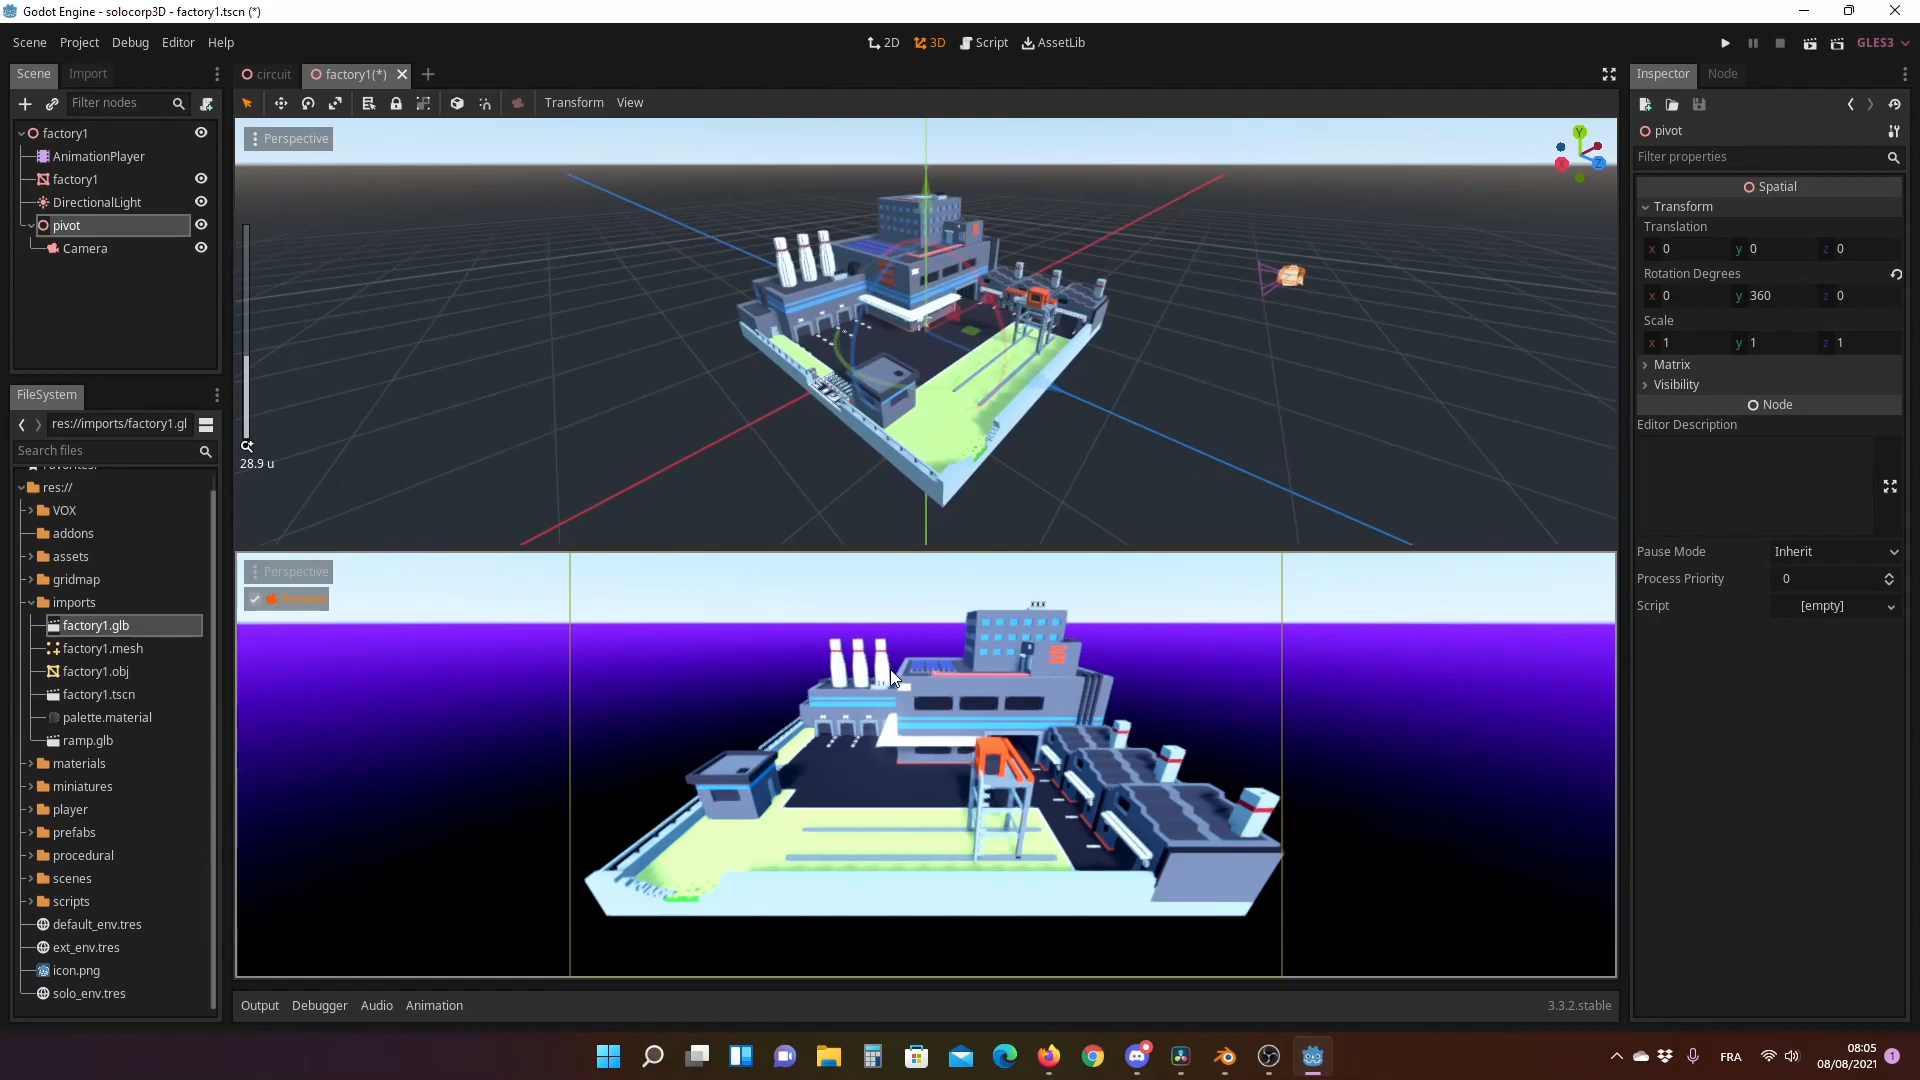 Godot Engine - solocorp3D - factory1.tscn (*)
Scene Project Debug Editor Help
2D 3D Script AssetLib
GLES3
Scene Import
Filter nodes
factory1
AnimationPlayer
factory1
DirectionalLight
pivot
Camera
FileSystem
res://imports/factory1.gl
Search files
Favorites:
res://
VOX
addons
assets
gridmap
imports
factory1.glb
factory1.mesh
factory1.obj
factory1.tscn
palette.material
ramp.glb
materials
miniatures
player
prefabs
procedural
scenes
scripts
default_env.tres
ext_env.tres
icon.png
solo_env.tres
circuit factory1(*)
Transform View
Perspective
Y
X
Z
28.9 u
Perspective
Preview
Output Debugger Audio Animation
3.3.2.stable
Inspector Node
pivot
Filter properties
Spatial
Transform
Translation
x 0 y 0 z 0
Rotation Degrees
x 0 y 360 z 0
Scale
x 1 y 1 z 1
Matrix
Visibility
Node
Editor Description
Pause Mode Inherit
Process Priority 0
Script [empty]
FRA
08:05
08/08/2021
1